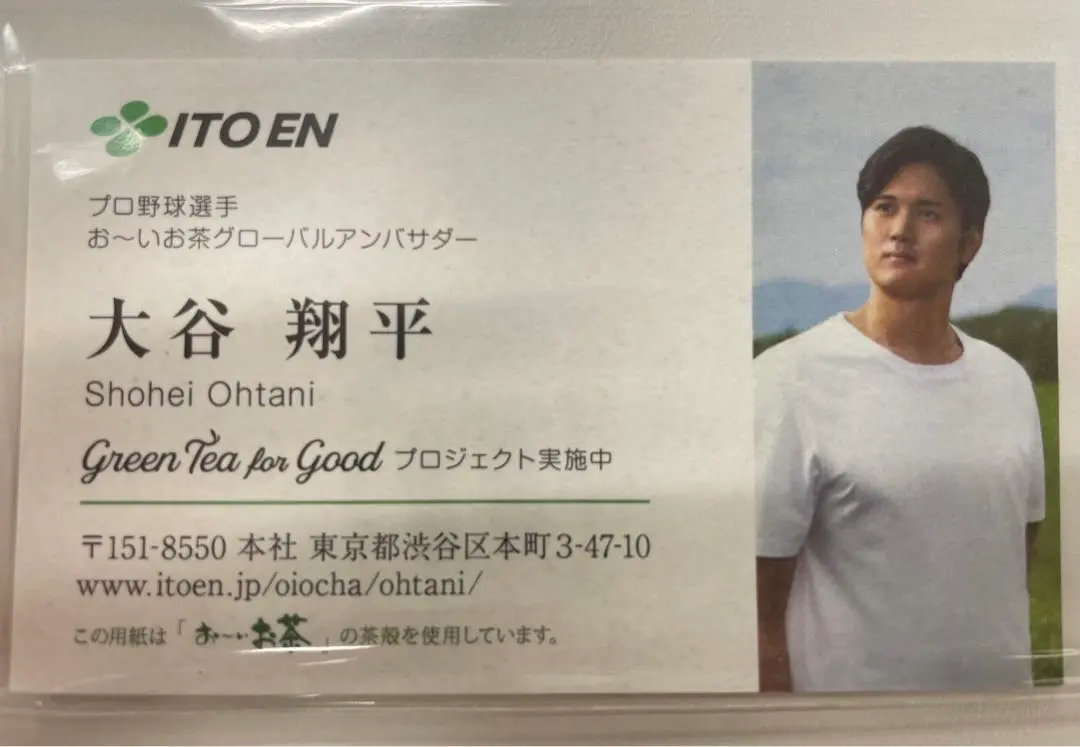 ITO EN
プロ野球選手
お〜いお茶グローバルアンバサダー
大谷 翔平
Shohei Ohtani
Green Tea for Good プロジェクト実施中
〒151-8550 本社 東京都渋谷区本町3-47-10
www.itoen.jp/oiocha/ohtani/
この用紙は「お〜いお茶」の茶殻を使用しています。